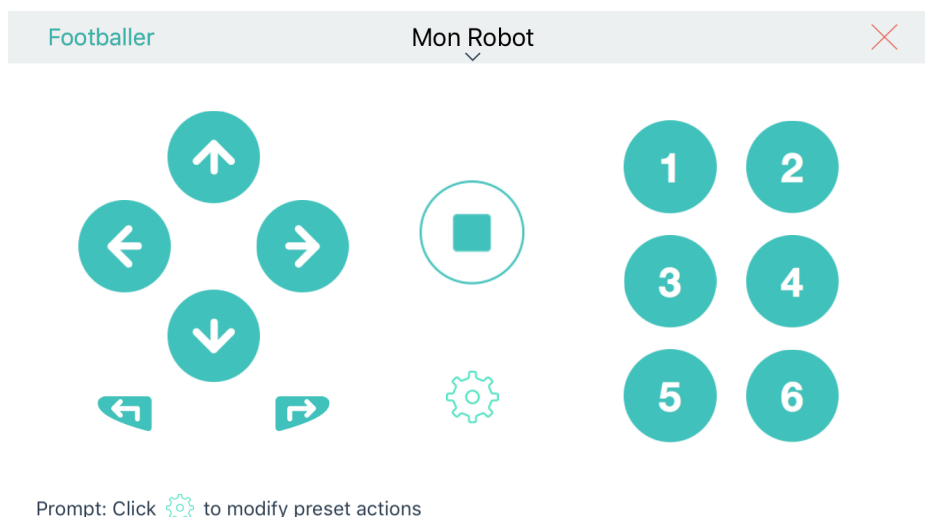 Footballer
Mon Robot
1 2
3 4
5 6
Prompt: Click to modify preset actions